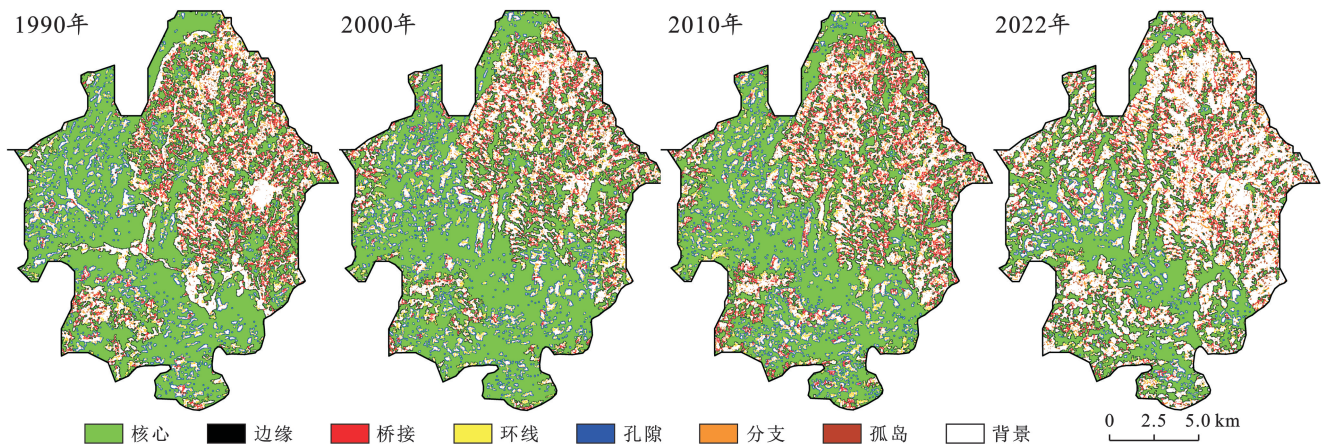 1990年
2000年
2010年
2022年
核心 边缘 桥接 环线 孔隙 分支 孤岛 背景
0 2.5 5.0 km